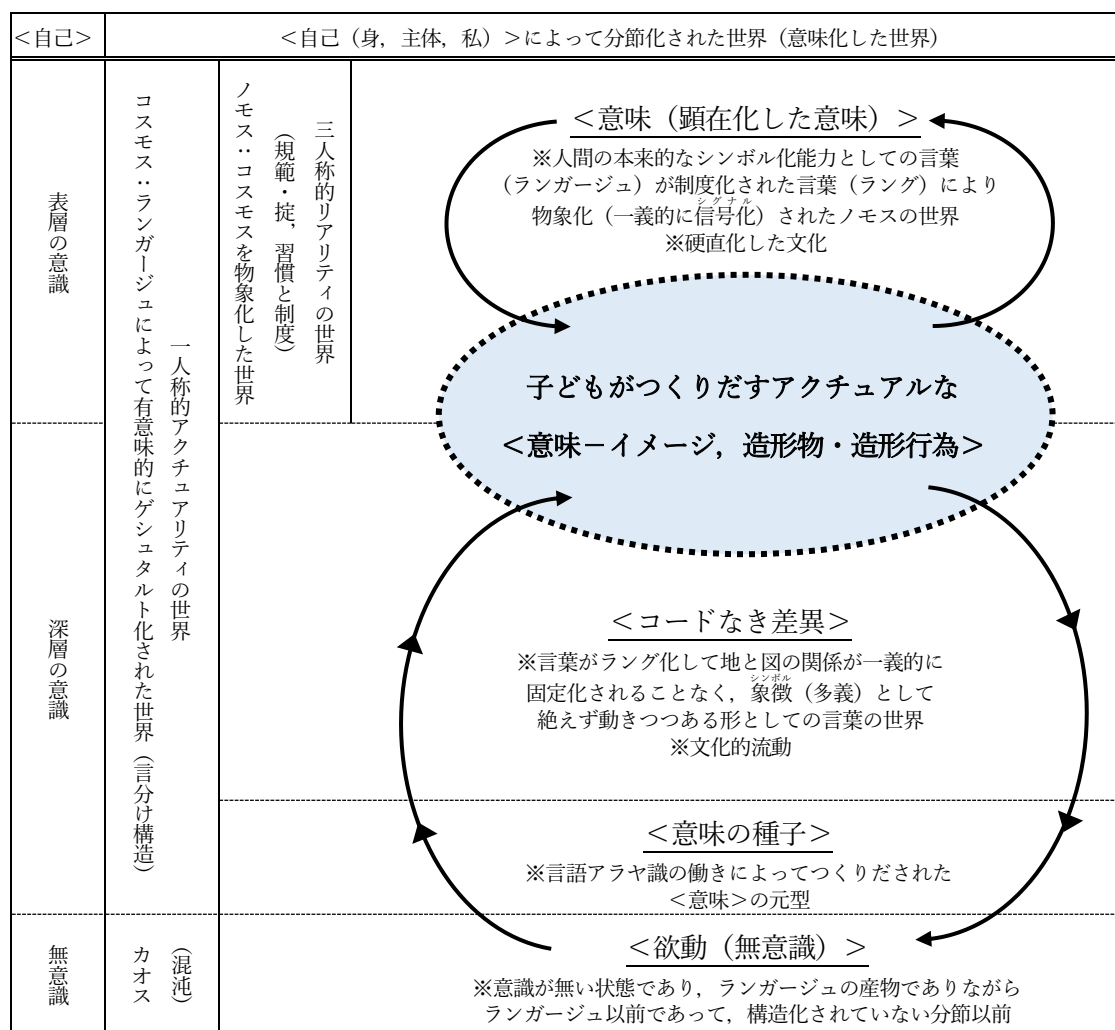 ＜自己＞
＜自己（身，主体，私）＞によって分節化された世界（意味化した世界）
表層の意識
深層の意識
無意識
コスモス：ランガージュによって有意味的にゲシュタルト化された世界（言分け構造）
一人称的アクチュアリティの世界
カオス
（混沌）
ノモス：コスモスを物象化した世界
（規範・掟，習慣と制度）
三人称的リアリティの世界
＜意味（顕在化した意味）＞
※人間の本来的なシンボル化能力としての言葉
（ランガージュ）が制度化された言葉（ラング）により
シグナル
物象化（一義的に信号化）されたノモスの世界
※硬直化した文化
子どもがつくりだすアクチュアルな
＜意味－イメージ，造形物・造形行為＞
＜コードなき差異＞
※言葉がラング化して地と図の関係が一義的に
シンボル
固定化されることなく，象徴（多義）として
絶えず動きつつある形としての言葉の世界
※文化的流動
＜意味の種子＞
※言語アラヤ識の働きによってつくりだされた
＜意味＞の元型
＜欲動（無意識）＞
※意識が無い状態であり，ランガージュの産物でありながら
ランガージュ以前であって，構造化されていない分節以前